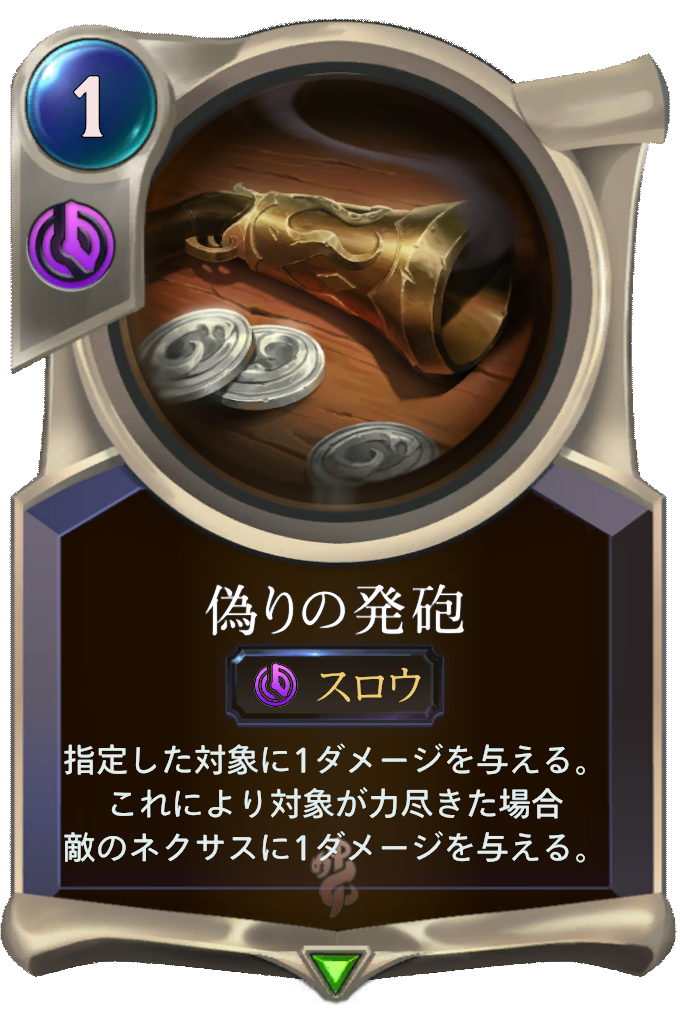 1
偽りの発砲
スロウ
指定した対象に1ダメージを与える。
これにより対象が力尽きた場合
敵のネクサスに1ダメージを与える。